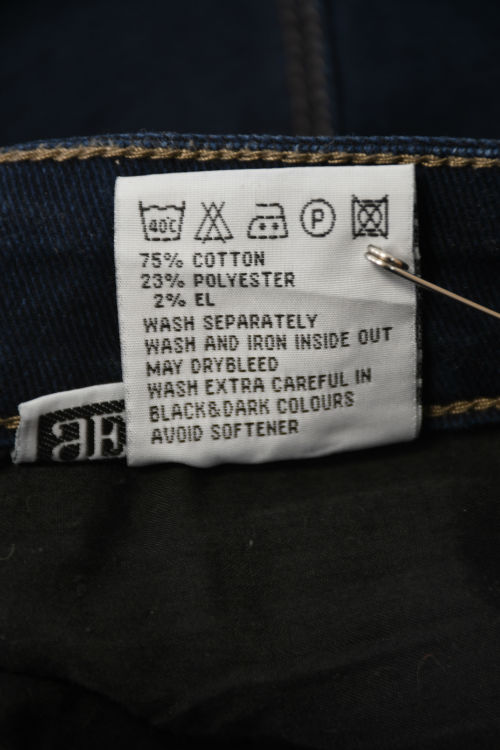 40C P
75% COTTON
23% POLYESTER
2% EL
WASH SEPARATELY
WASH AND IRON INSIDE OUT
MAY DRYBLEED
WASH EXTRA CAREFUL IN
BLACK&DARK COLOURS
AVOID SOFTENER